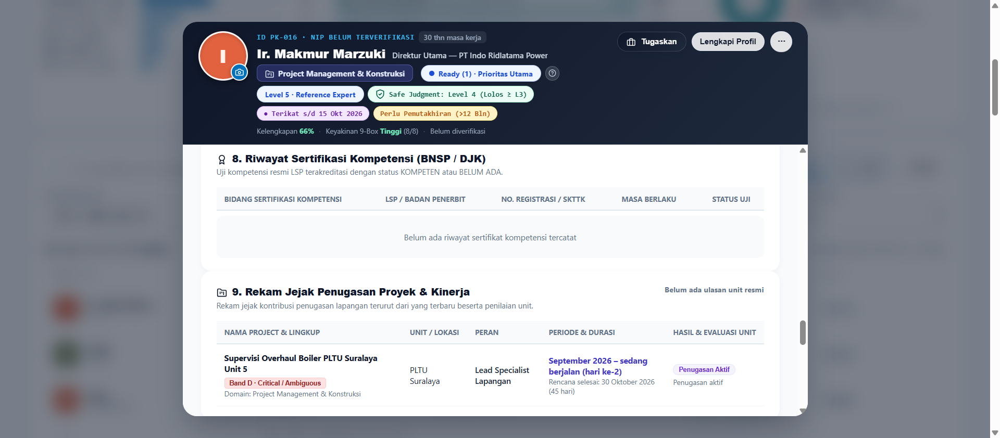 I
ID PK-016 · NIP BELUM TERVERIFIKASI
30 thn masa kerja
Ir. Makmur Marzuki
Direktur Utama — PT Indo Ridlatama Power
Project Management & Konstruksi
Ready (1) · Prioritas Utama
Level 5 · Reference Expert
Safe Judgment: Level 4 (Lolos ≥ L3)
Terikat s/d 15 Okt 2026
Perlu Pemutakhiran (>12 Bln)
Kelengkapan 66% · Keyakinan 9-Box Tinggi (8/8) · Belum diverifikasi
Tugaskan
Lengkapi Profil
8. Riwayat Sertifikasi Kompetensi (BNSP / DJK)
Uji kompetensi resmi LSP terakreditasi dengan status KOMPETEN atau BELUM ADA.
BIDANG SERTIFIKASI KOMPETENSI
LSP / BADAN PENERBIT
NO. REGISTRASI / SKTTK
MASA BERLAKU
STATUS UJI
Belum ada riwayat sertifikat kompetensi tercatat
9. Rekam Jejak Penugasan Proyek & Kinerja
Belum ada ulasan unit resmi
Rekam jejak kontribusi penugasan lapangan terurut dari yang terbaru beserta penilaian unit.
NAMA PROJECT & LINGKUP
UNIT / LOKASI
PERAN
PERIODE & DURASI
HASIL & EVALUASI UNIT
Supervisi Overhaul Boiler PLTU Suralaya
Unit 5
Band D · Critical / Ambiguous
Domain: Project Management & Konstruksi
PLTU
Suralaya
Lead Specialist
Lapangan
September 2026 – sedang
berjalan (hari ke-2)
Rencana selesai: 30 Oktober 2026
(45 hari)
Penugasan Aktif
Penugasan aktif